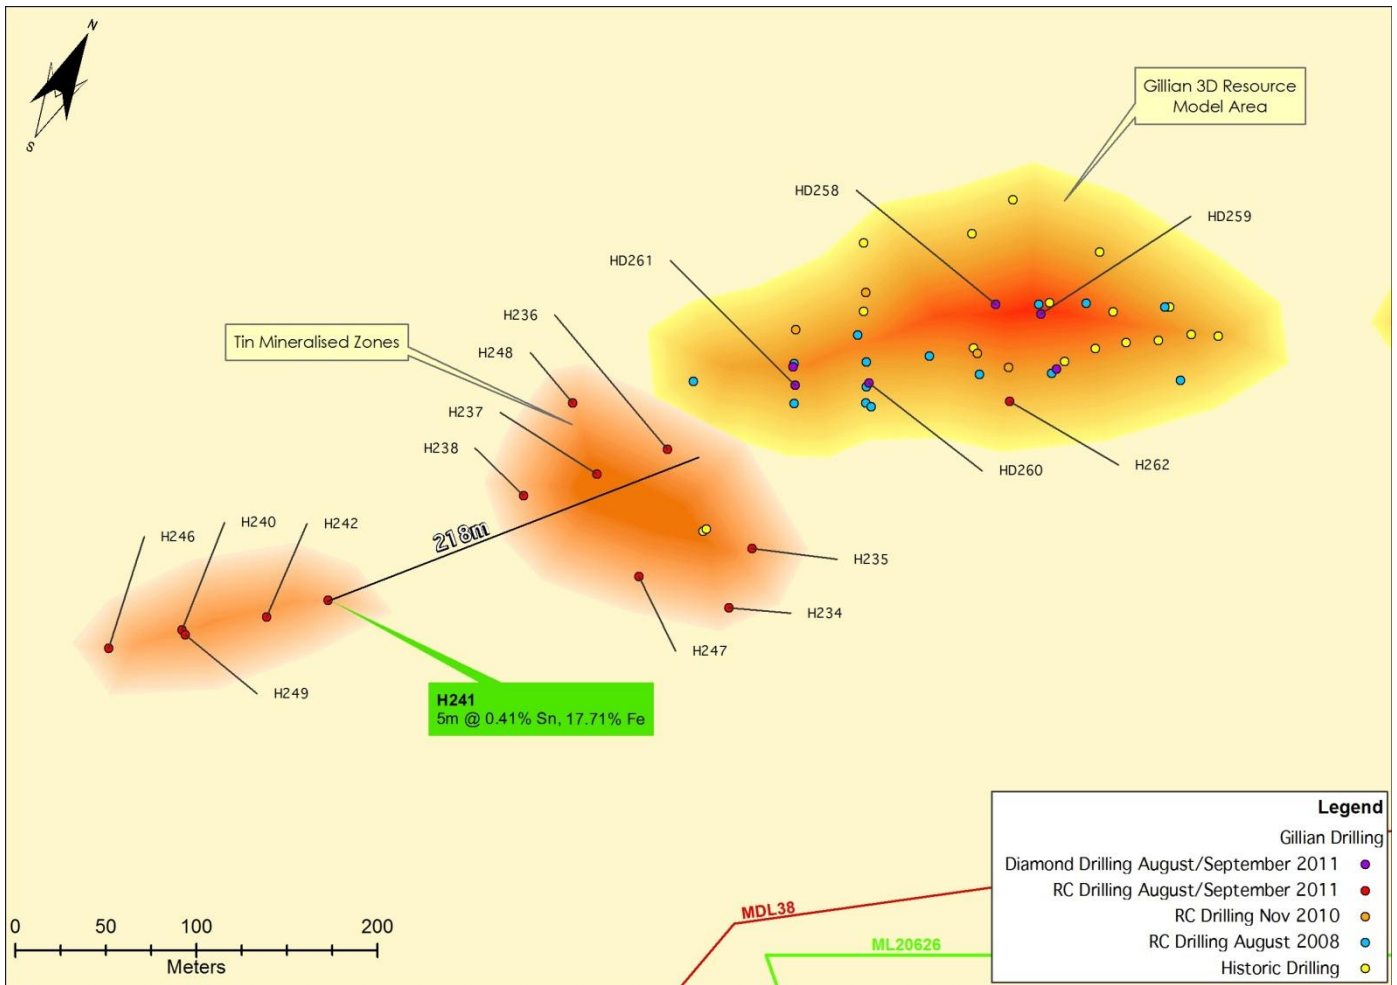 N
S
Gillian 3D Resource
Model Area
HD258
HD259
HD261
H236
Tin Mineralised Zones
H248
H237
H238
HD260
H262
218m
H246
H240
H242
H235
H234
H247
H249
H241
5m @ 0.41% Sn, 17.71% Fe
MDL38
ML20626
0 50 100 200
Meters
Legend
Gillian Drilling
Diamond Drilling August/September 2011
RC Drilling August/September 2011
RC Drilling Nov 2010
RC Drilling August 2008
Historic Drilling